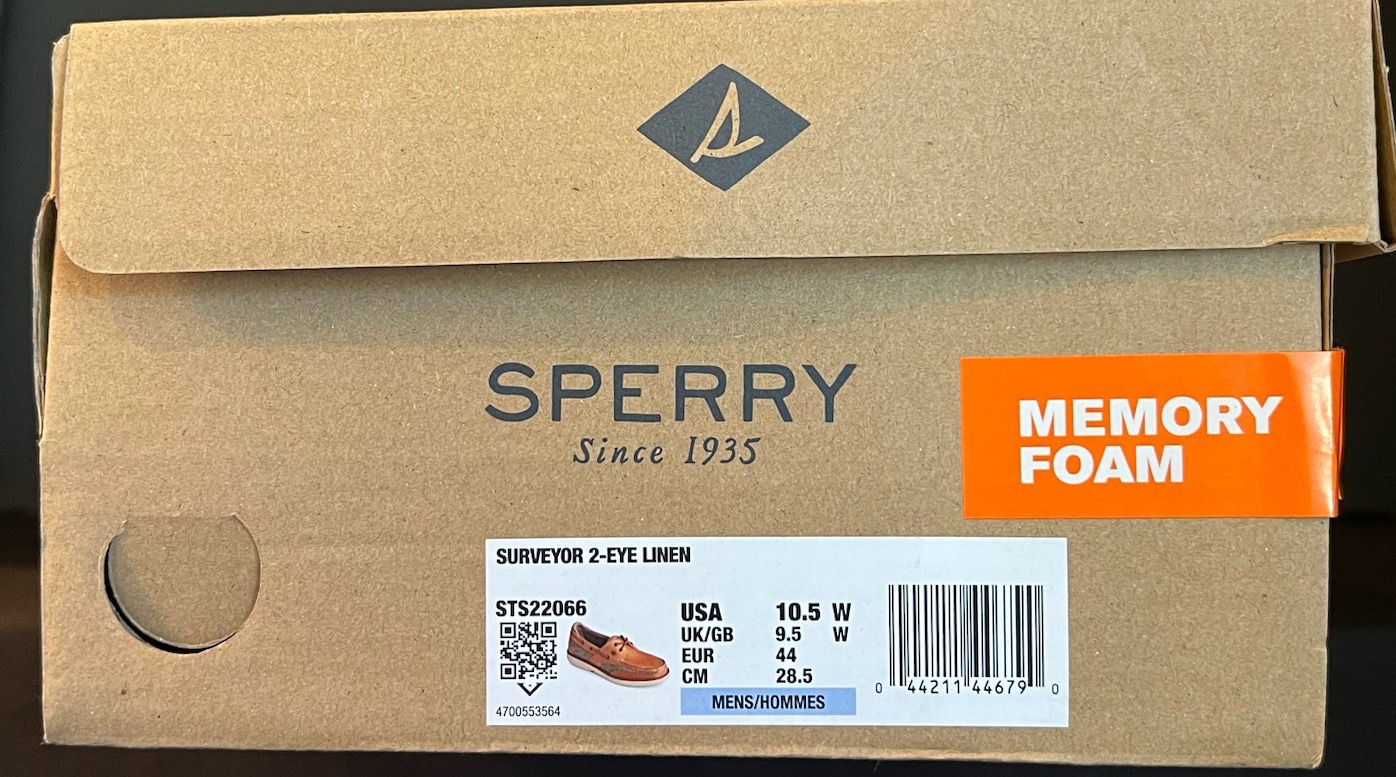 SPERRY
Since 1935
MEMORY
FOAM
SURVEYOR 2-EYE LINEN
STS22066
USA 10.5 W
UK/GB 9.5 W
EUR 44
CM 28.5
MENS/HOMMES
4700553564
0 44211 44679 0